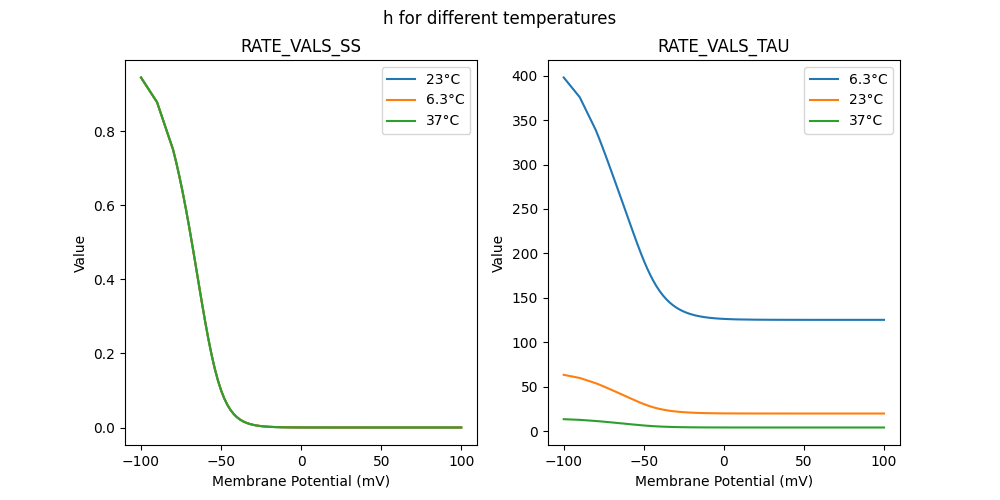 h for different temperatures
RATE_VALS_SS
RATE_VALS_TAU
23°C
6.3°C
37°C
6.3°C
23°C
37°C
Value
0.8
0.6
0.4
0.2
0.0
−100
−50
0
50
100
Membrane Potential (mV)
Value
400
350
300
250
200
150
100
50
0
−100
−50
0
50
100
Membrane Potential (mV)